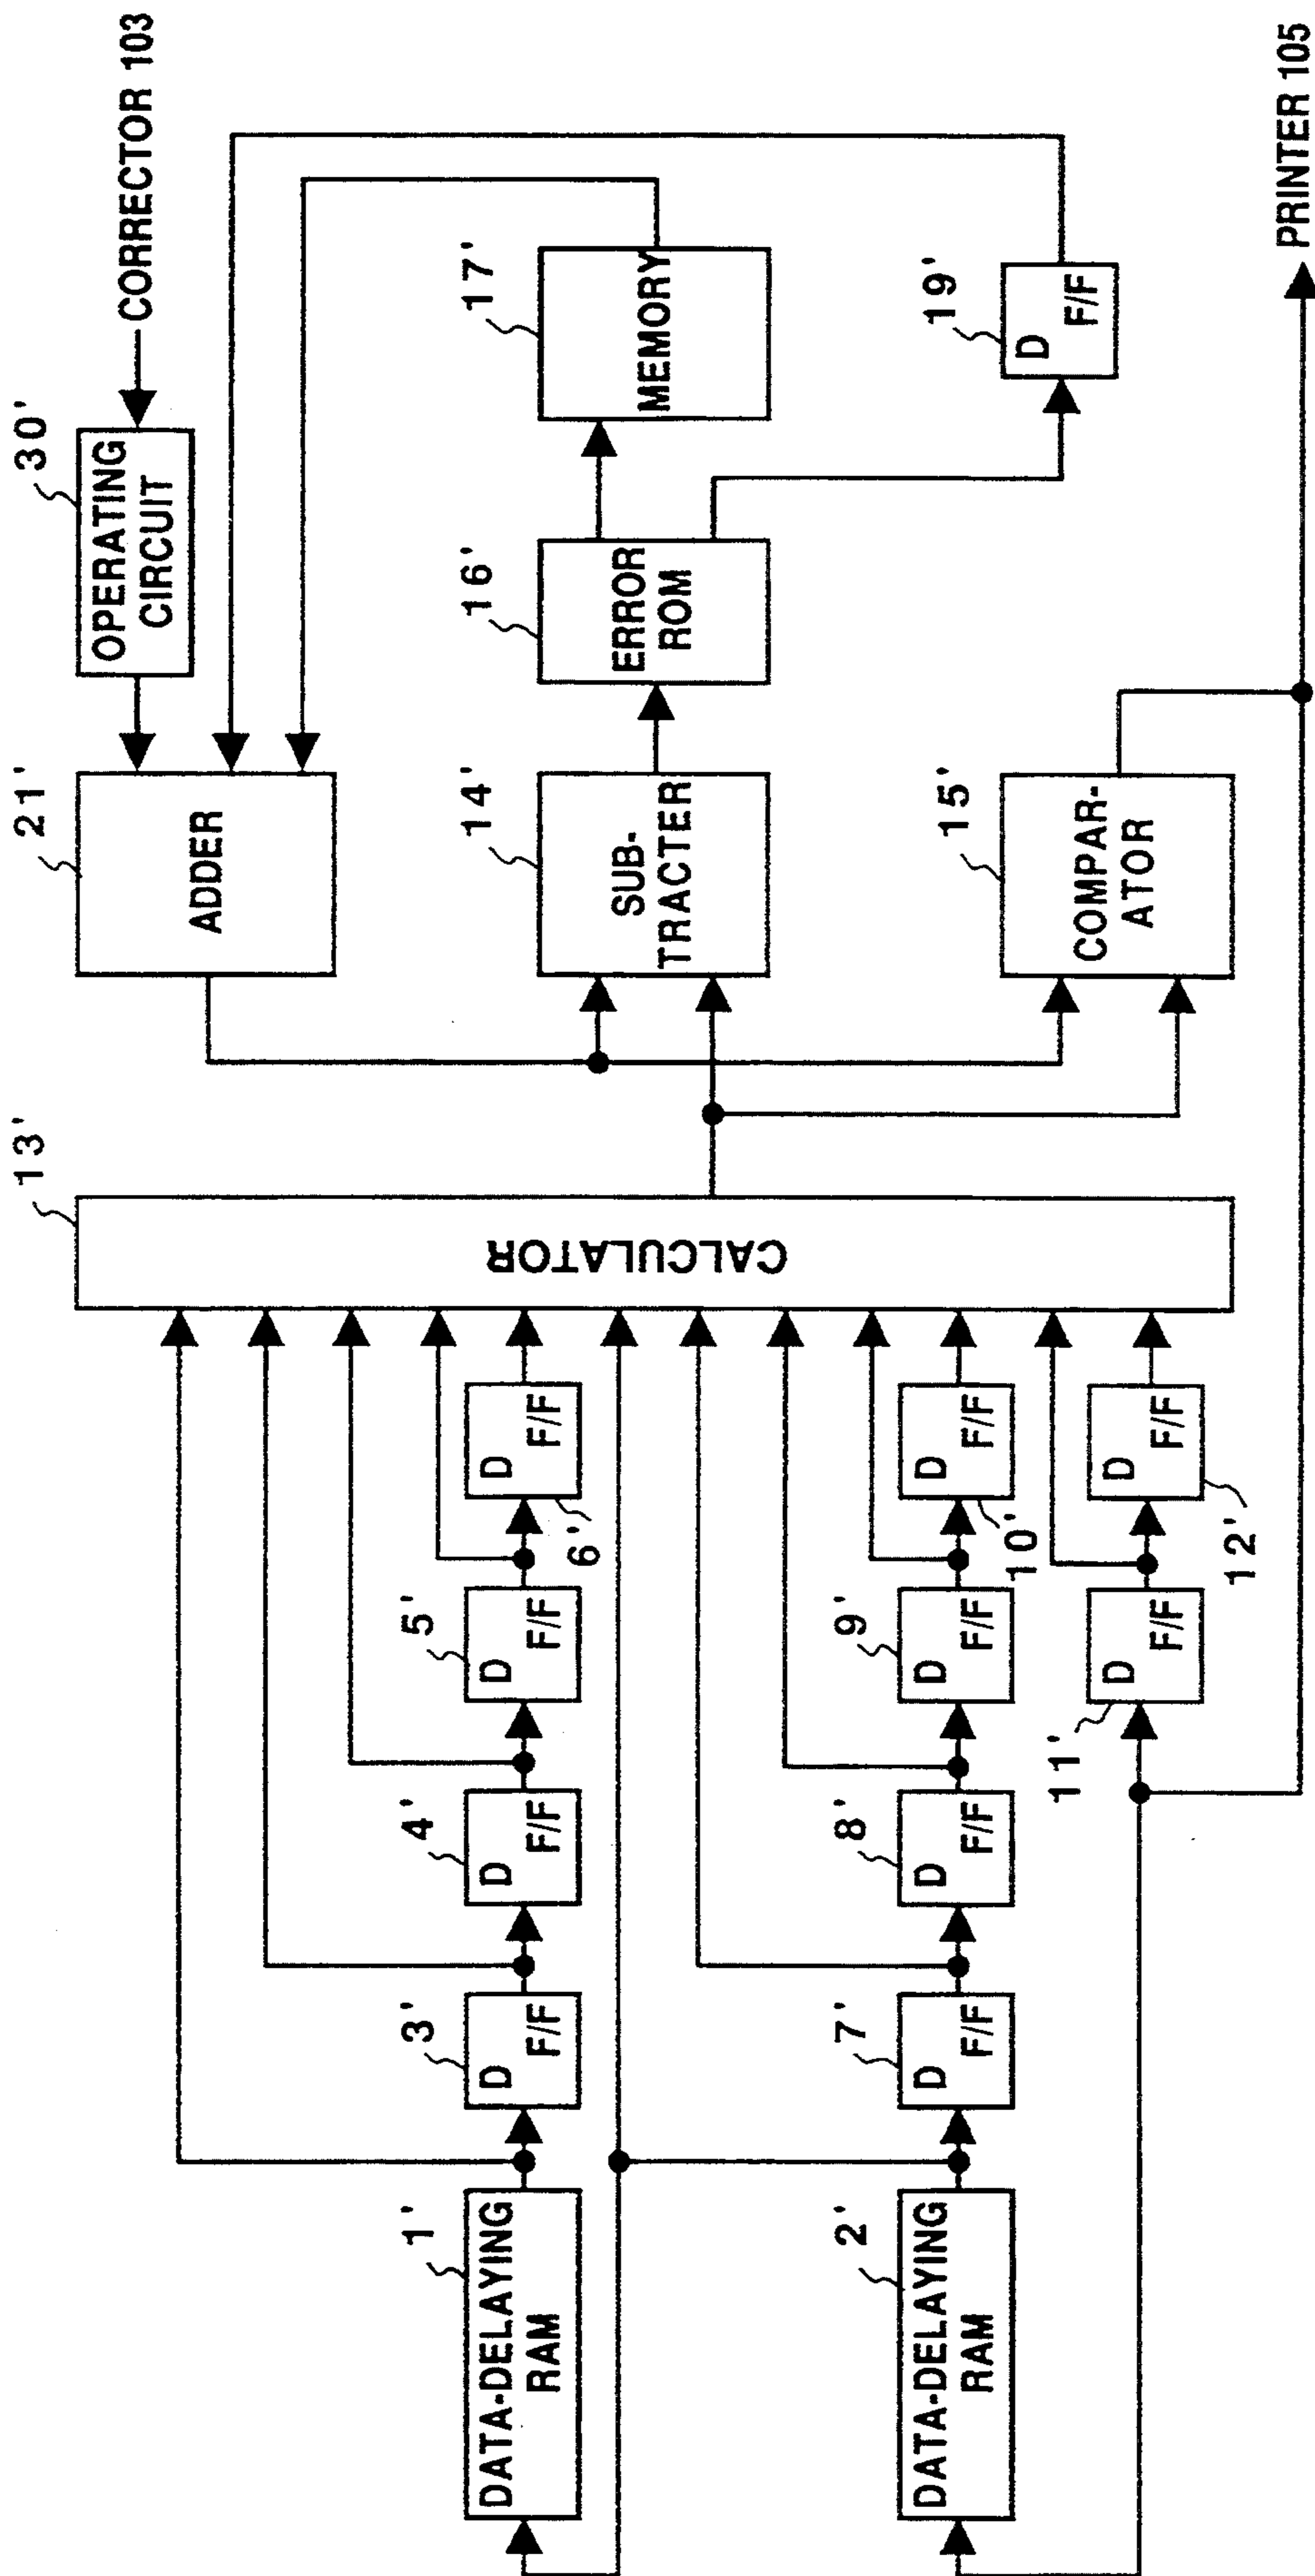 30'
OPERATING
CIRCUIT
CORRECTOR 103
21'
ADDER
13'
CALCULATOR
14'
SUB-
TRACTER
16'
ERROR
ROM
17'
MEMORY
15'
COMPAR-
ATOR
19'
D
F/F
PRINTER 105
1'
DATA-DELAYING
RAM
3'
D
F/F
4'
D
F/F
5'
D
F/F
6'
D
F/F
2'
DATA-DELAYING
RAM
7'
D
F/F
8'
D
F/F
9'
D
F/F
10'
D
F/F
11'
D
F/F
12'
D
F/F